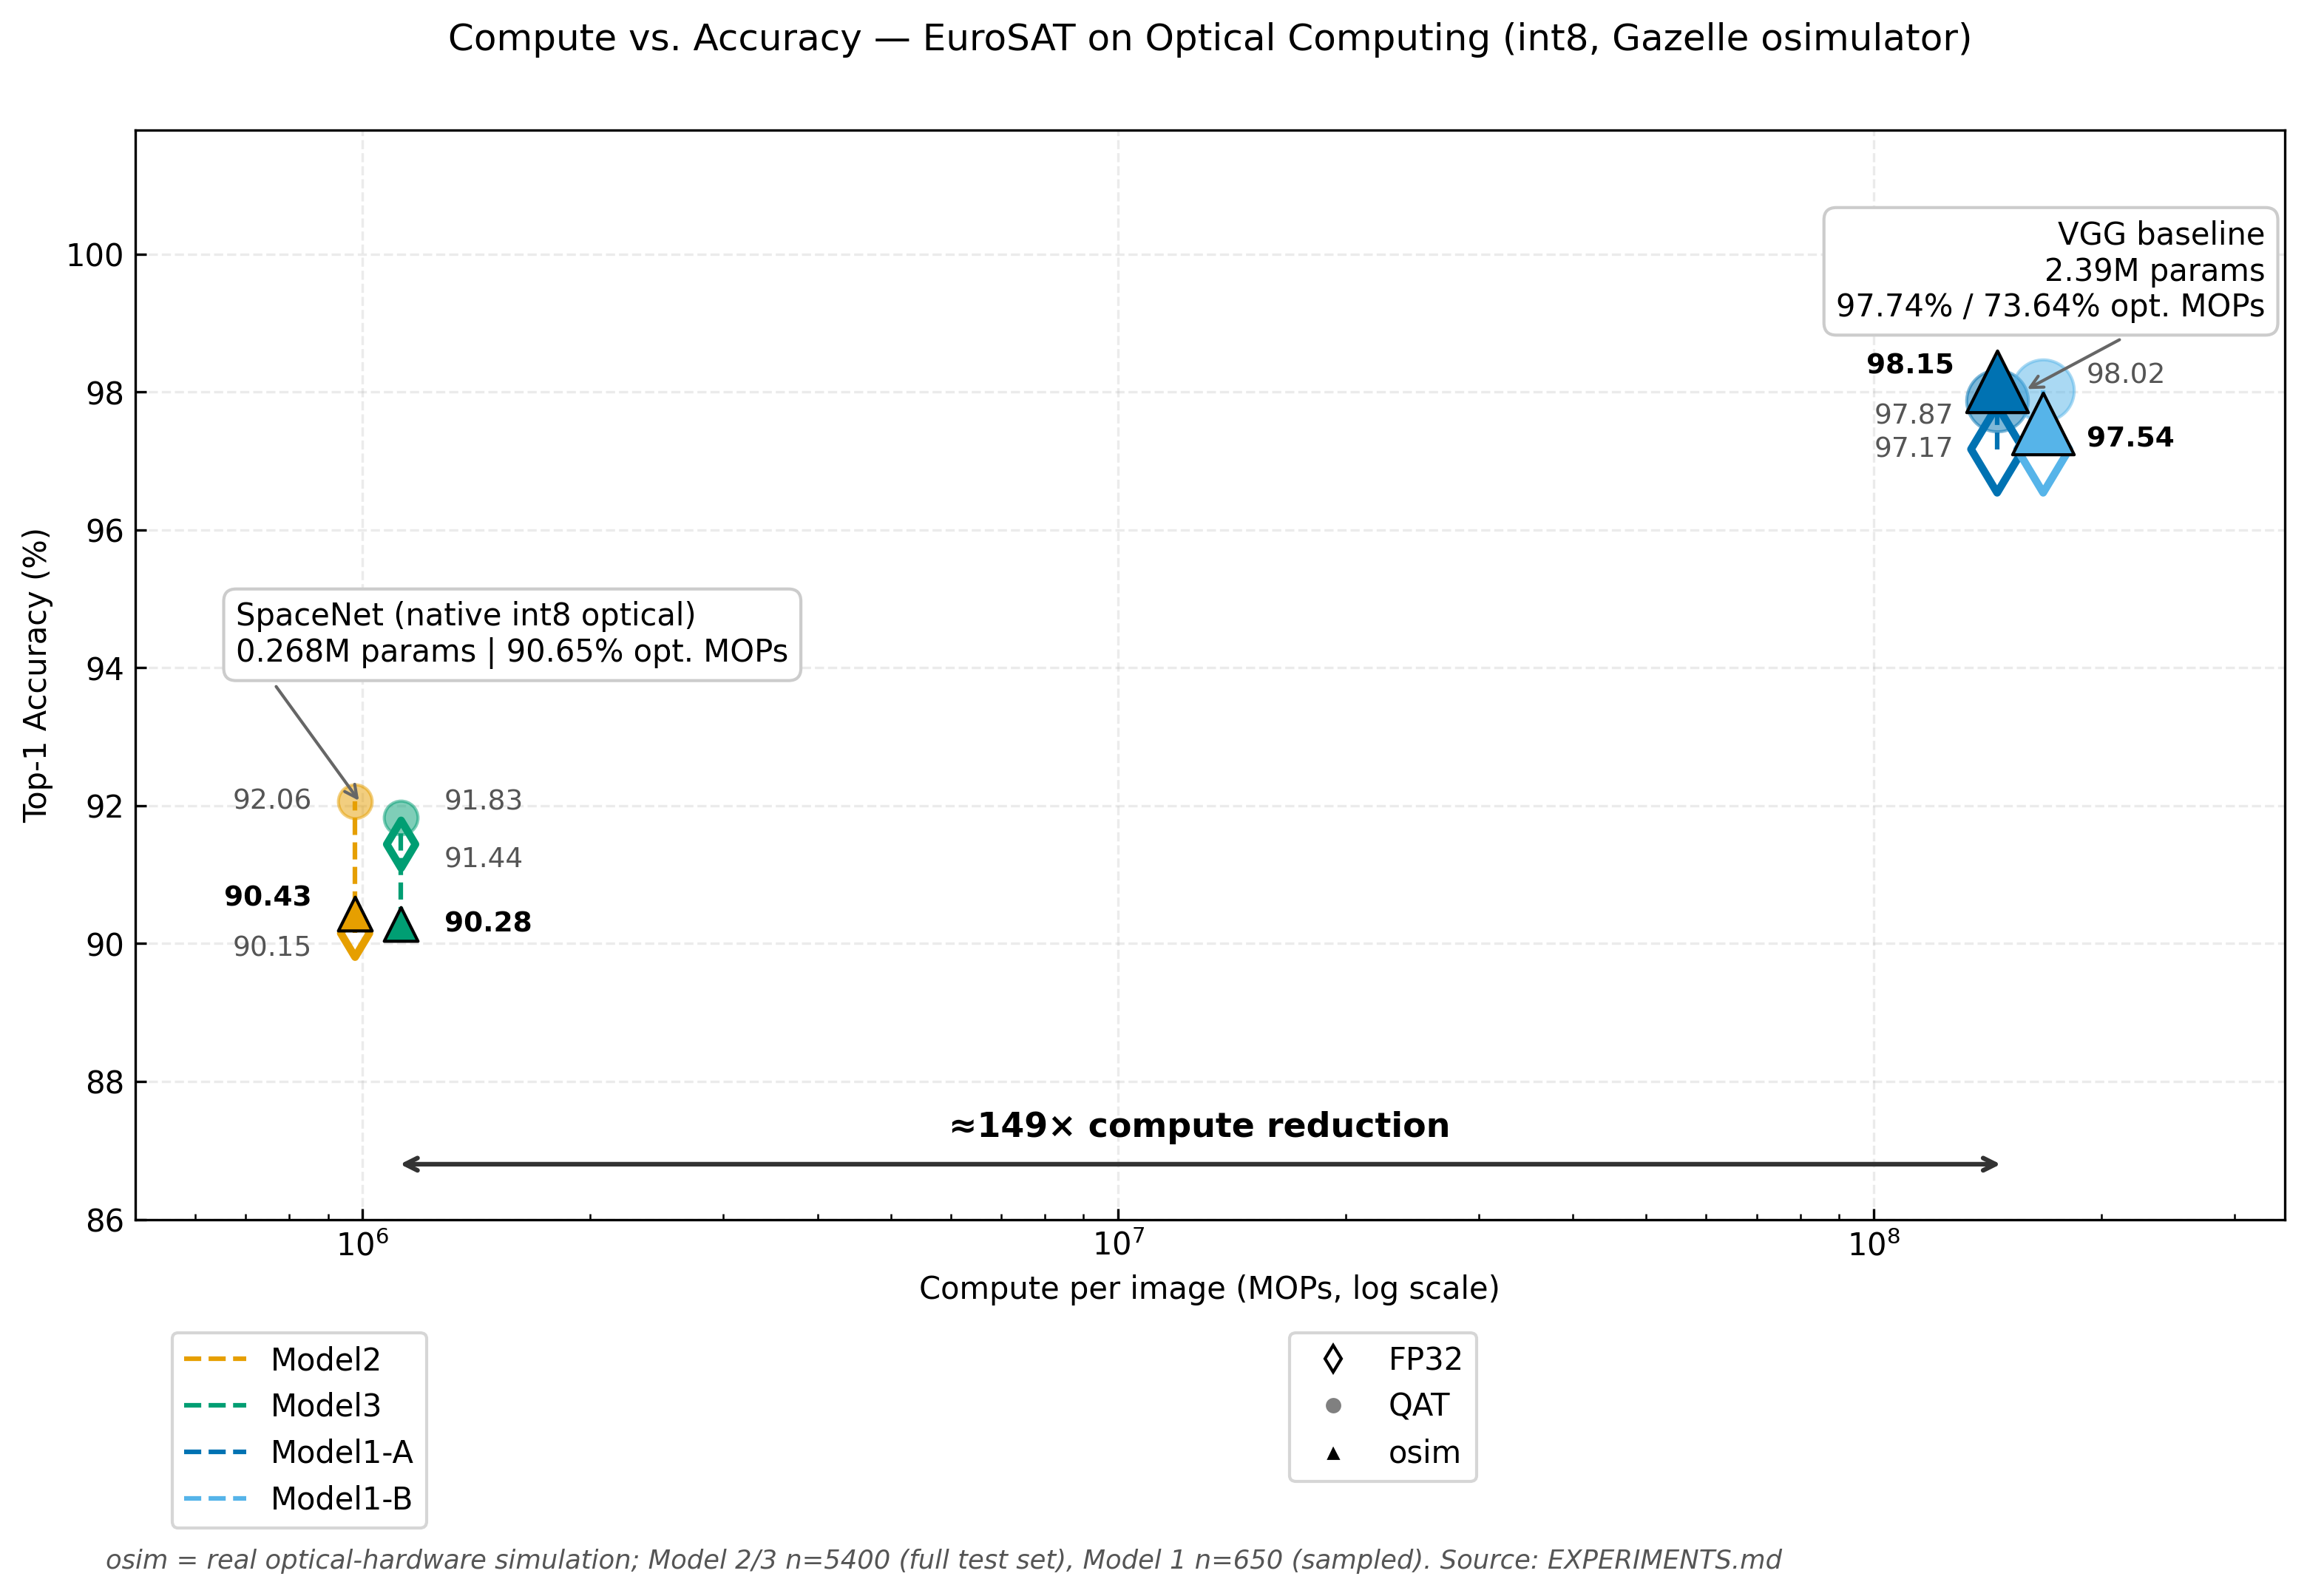 Compute vs. Accuracy — EuroSAT on Optical Computing (int8, Gazelle osimulator)
Top-1 Accuracy (%)
100
98
96
94
92
90
88
86
VGG baseline
2.39M params
97.74% / 73.64% opt. MOPs
98.15
97.87
97.17
98.02
97.54
SpaceNet (native int8 optical)
0.268M params | 90.65% opt. MOPs
92.06
90.43
90.15
91.83
91.44
90.28
≈149× compute reduction
10⁶
10⁷
10⁸
Compute per image (MOPs, log scale)
Model2
Model3
Model1-A
Model1-B
FP32
QAT
osim
osim = real optical-hardware simulation; Model 2/3 n=5400 (full test set), Model 1 n=650 (sampled). Source: EXPERIMENTS.md